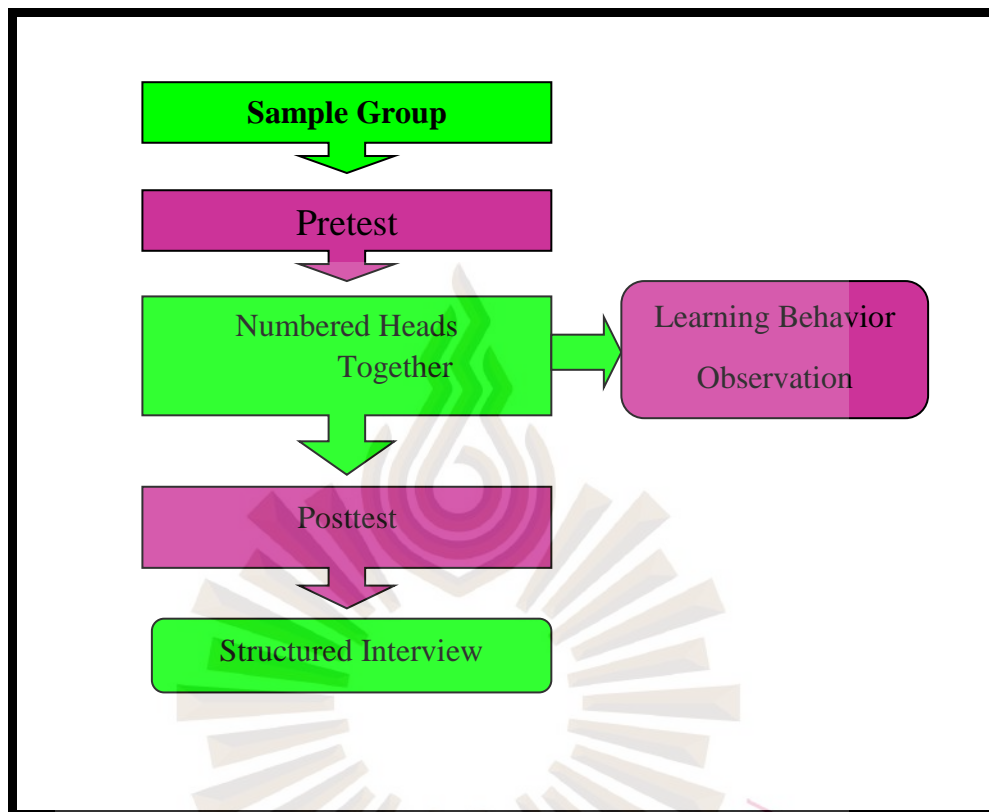 Sample Group
Pretest
Numbered Heads
Together
Learning Behavior
Observation
Posttest
Structured Interview